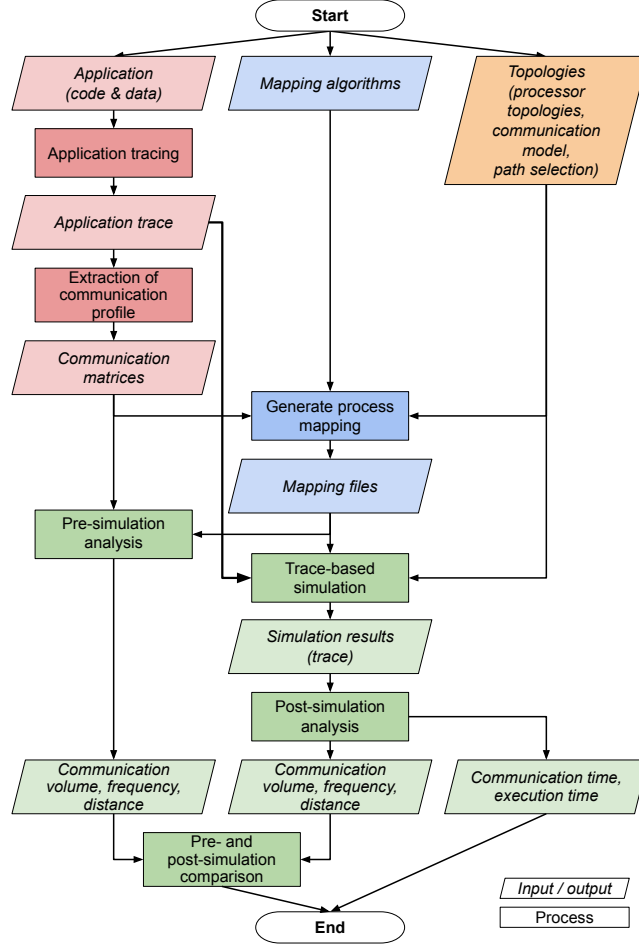 Start
Application
(code & data)
Mapping algorithms
Topologies
(processor
topologies,
communication
model,
path selection)
Application tracing
Application trace
Extraction of
communication
profile
Communication
matrices
Generate process
mapping
Mapping files
Pre-simulation
analysis
Trace-based
simulation
Simulation results
(trace)
Post-simulation
analysis
Communication
volume, frequency,
distance
Communication
volume, frequency,
distance
Communication time,
execution time
Pre- and
post-simulation
comparison
Input / output
Process
End